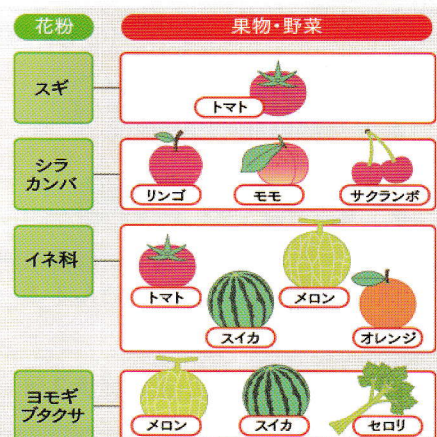 花粉
果物・野菜
スギ
トマト
シラ
カンバ
リンゴ
モモ
サクランボ
イネ科
トマト
メロン
スイカ
オレンジ
ヨモギ
ブタクサ
メロン
スイカ
セロリ